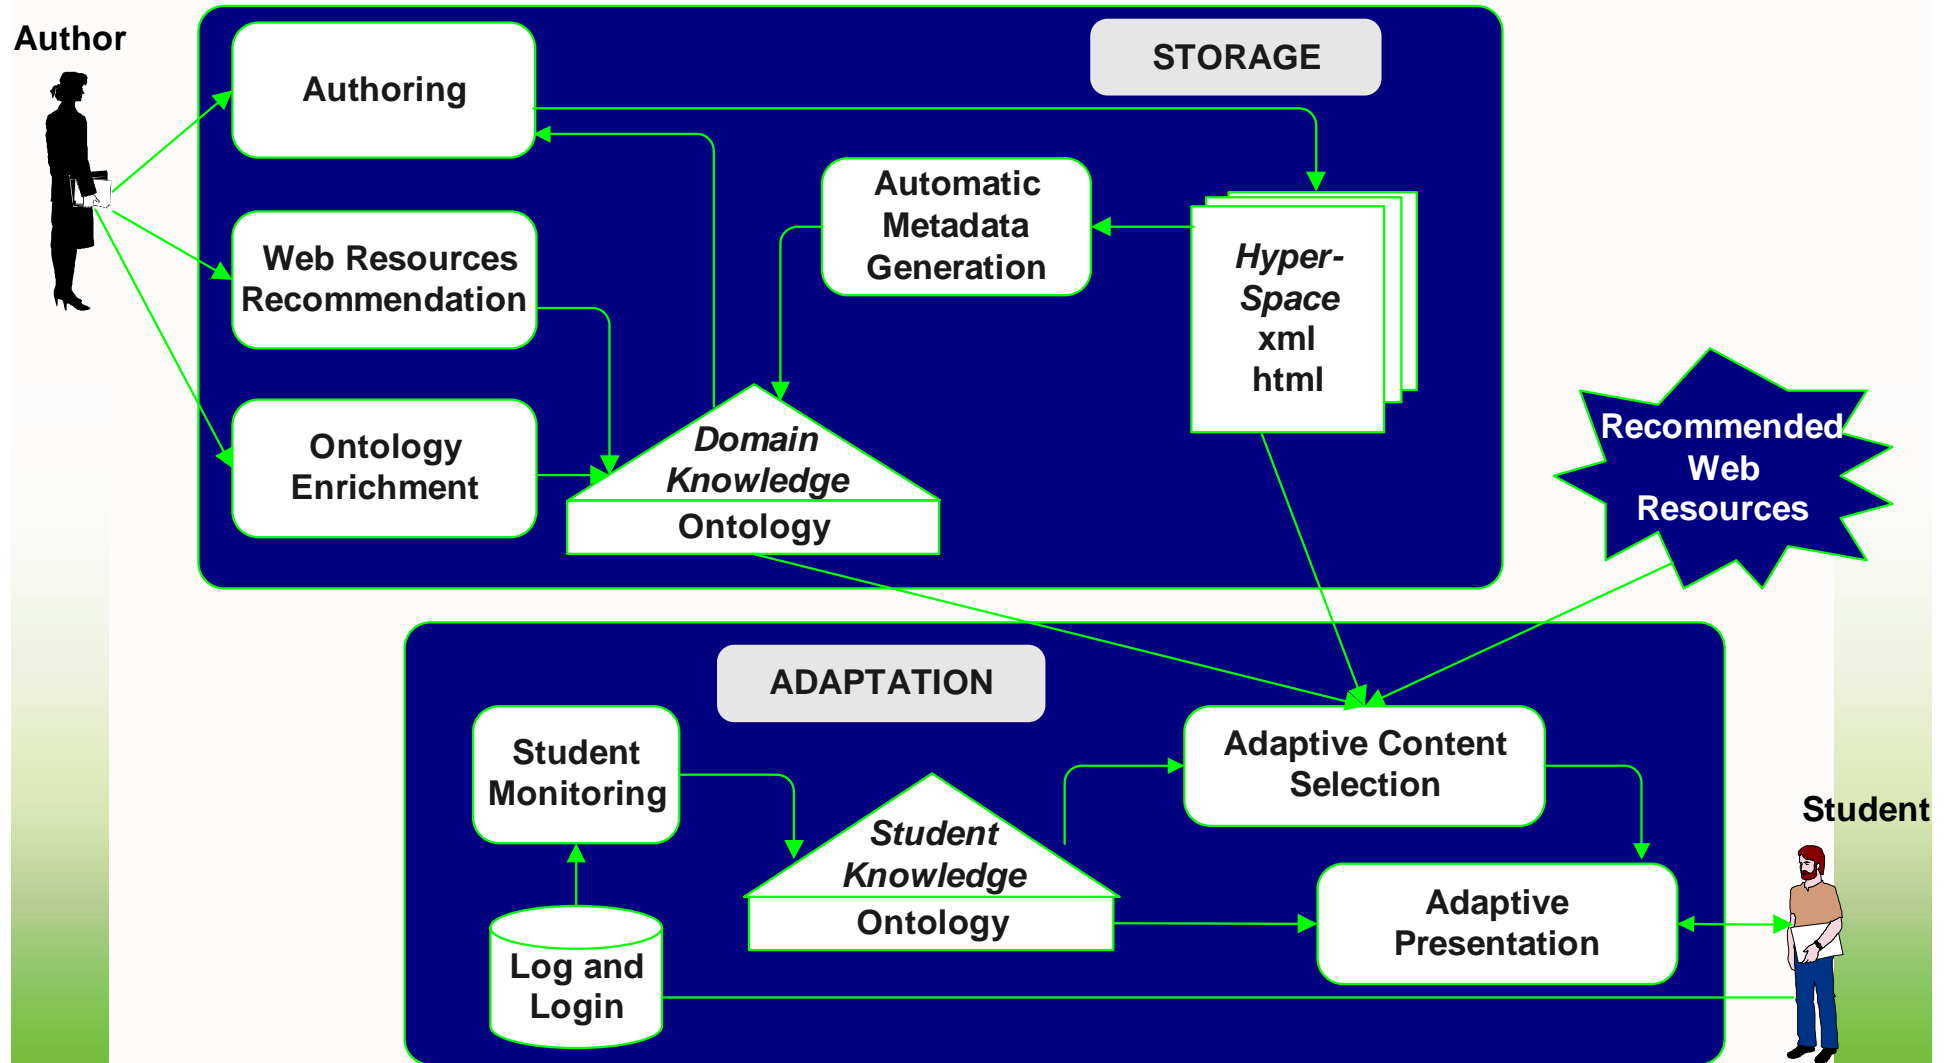 Author
STORAGE
Authoring
Automatic
Metadata
Generation
Web Resources
Recommendation
Hyper-
Space
xml
html
Ontology
Enrichment
Domain
Knowledge
Ontology
Recommended
Web
Resources
ADAPTATION
Student
Monitoring
Adaptive Content
Selection
Student
Student
Knowledge
Ontology
Adaptive
Presentation
Log and
Login